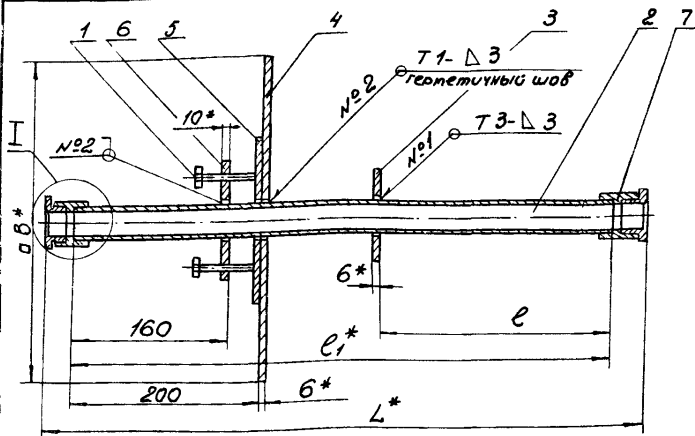 1 6 5 4 3 2 7
Т1-△ 3
герметичный шов
№2
10*
№1
Т3-△ 3
№2
I
□ В*
6*
160
ℓ
ℓ₁*
200
6*
L*